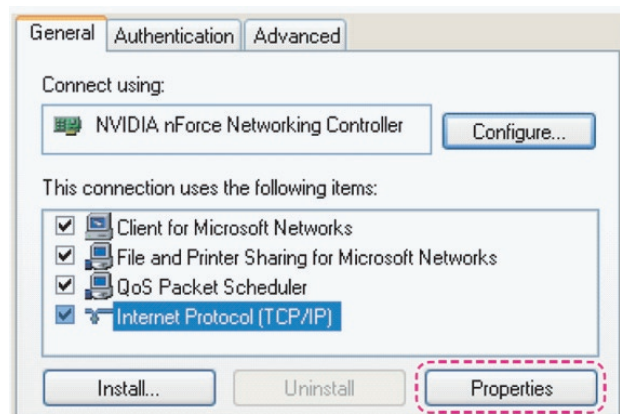 General Authentication Advanced
Connect using:
NVIDIA nForce Networking Controller Configure...
This connection uses the following items:
Client for Microsoft Networks
File and Printer Sharing for Microsoft Networks
QoS Packet Scheduler
Internet Protocol (TCP/IP)
Install... Uninstall Properties